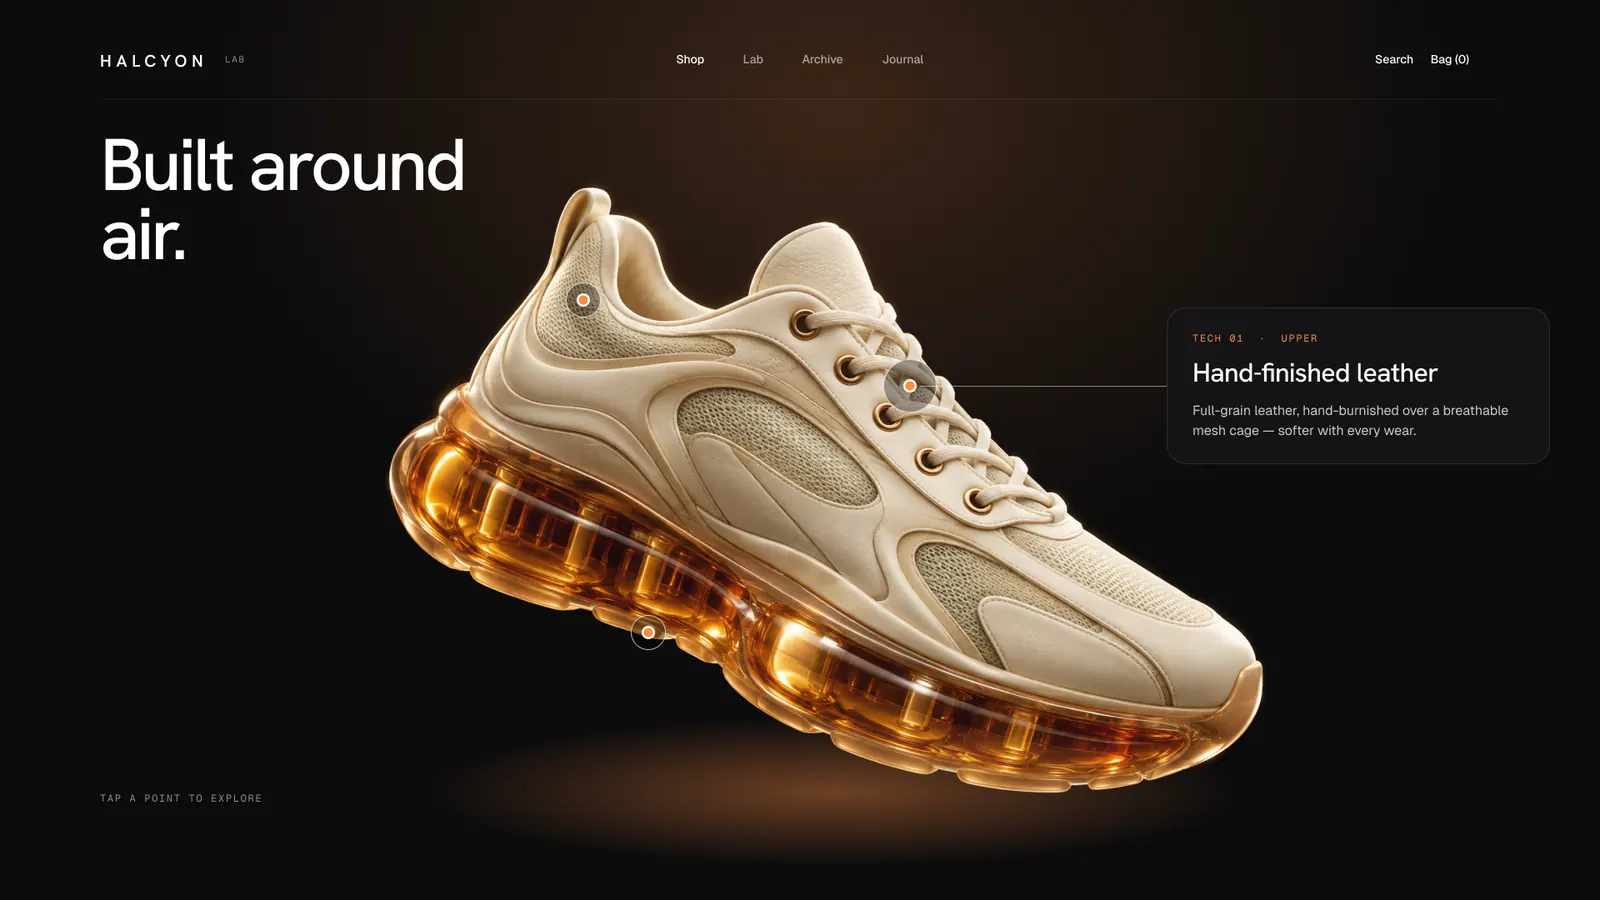 HALCYON LAB
Shop Lab Archive Journal
Search Bag (0)
Built around
air.
TECH 01 · UPPER
Hand-finished leather
Full-grain leather, hand-burnished over a breathable
mesh cage — softer with every wear.
TAP A POINT TO EXPLORE